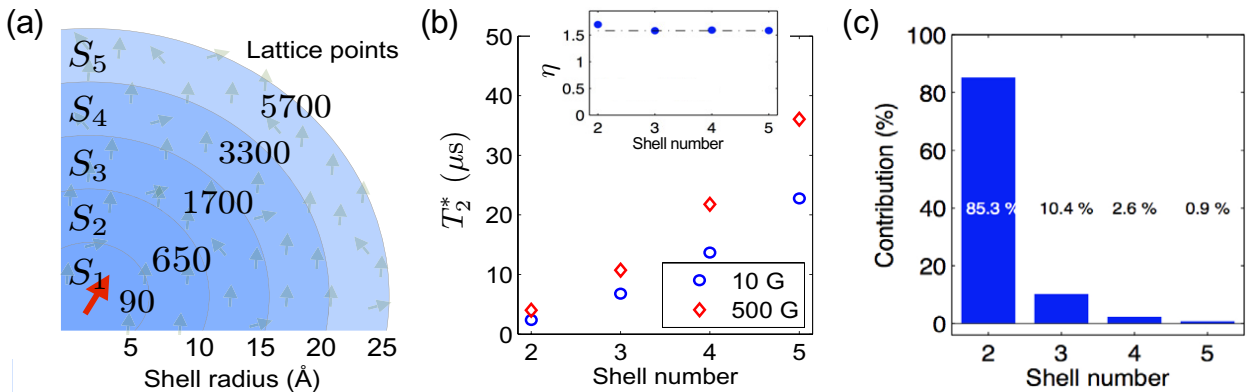 (a)
Lattice points
S5
S4
S3
S2
S1
5700
3300
1700
650
90
5 10 15 20 25
Shell radius (Å)
(b)
50
40
30
20
10
0
T2* (μs)
2 3 4 5
Shell number
1.5
1
0.5
0
η
2 3 4 5
Shell number
10 G
500 G
(c)
100
80
60
40
20
0
Contribution (%)
85.3 % 10.4 % 2.6 % 0.9 %
2 3 4 5
Shell number